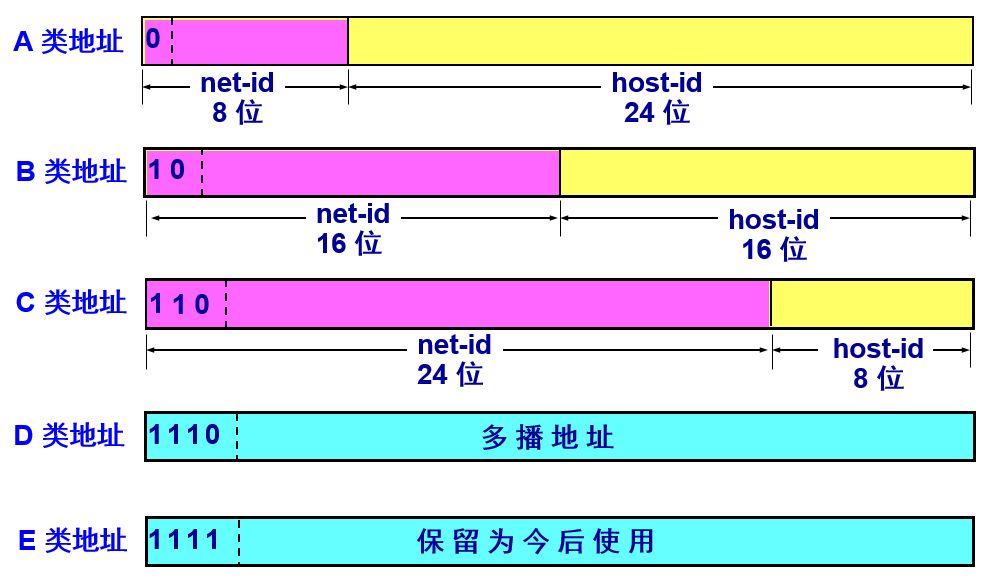 A 类地址
0
net-id
8 位
host-id
24 位
B 类地址
1 0
net-id
16 位
host-id
16 位
C 类地址
1 1 0
net-id
24 位
host-id
8 位
D 类地址
1 1 1 0
多播地址
E 类地址
1 1 1 1
保留为今后使用